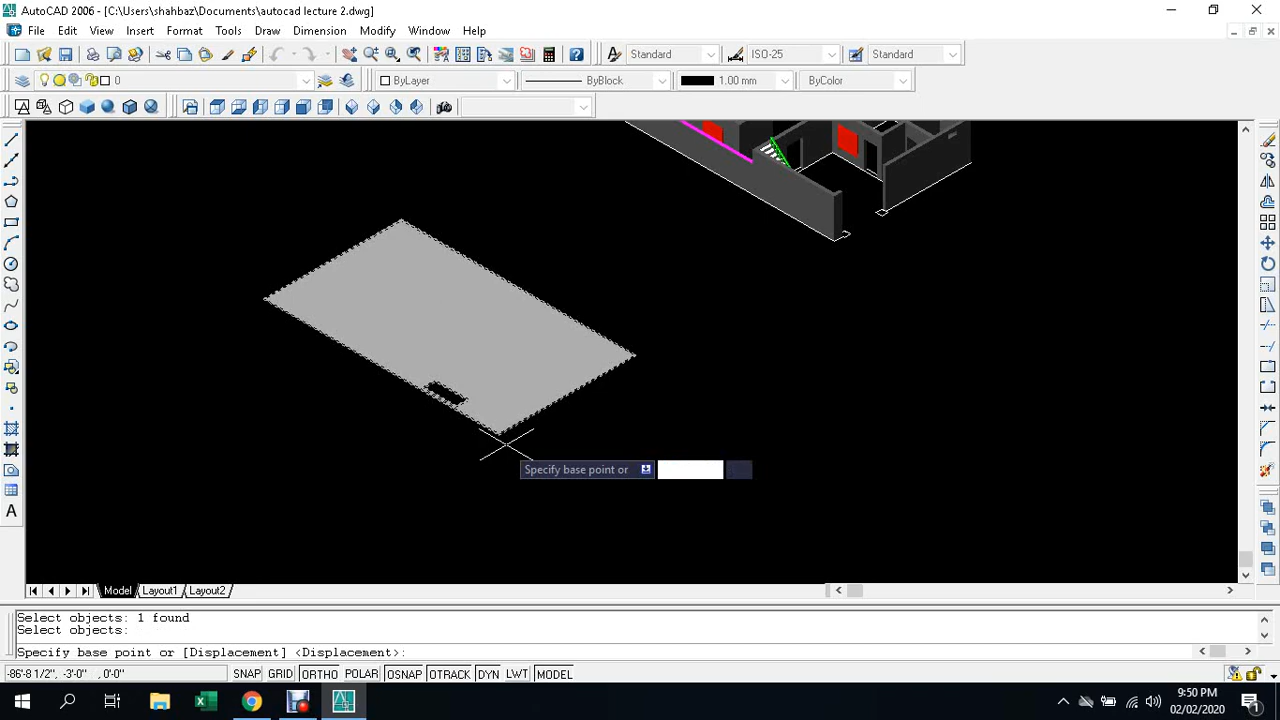 AutoCAD 2006 - [C:\Users\shahbaz\Documents\autocad lecture 2.dwg]
File Edit View Insert Format Tools Draw Dimension Modify Window Help
Standard ISO-25 Standard
0 ByLayer ByBlock 1.00 mm ByColor
Specify base point or
Model Layout1 Layout2
Select objects: 1 found
Select objects:
Specify base point or [Displacement] <Displacement>:
-86'-8 1/2", -3'-0" , 0'-0" SNAP GRID ORTHO POLAR OSNAP OTRACK DYN LWT MODEL
A
9:50 PM
02/02/2020
1